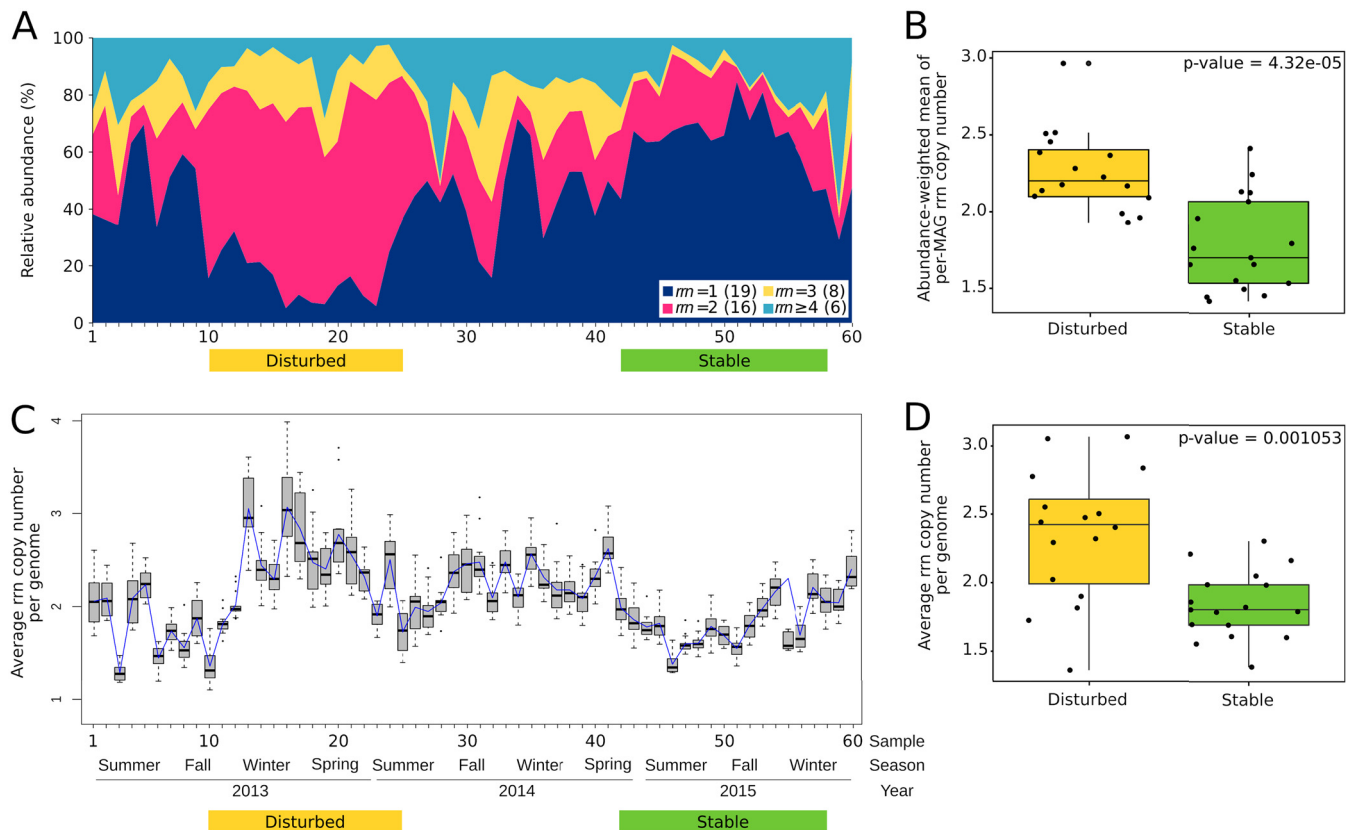 A
Relative abundance (%)
100
80
60
40
20
0
rrn=1 (19) rrn=3 (8)
rrn=2 (16) rrn≥4 (6)
1 10 20 30 40 50 60
Disturbed Stable
B
Abundance-weighted mean of
per-MAG rrn copy number
3.0
2.5
2.0
1.5
p-value = 4.32e-05
Disturbed Stable
C
Average rrn copy number
per genome
4
3
2
1
1 10 20 30 40 50 60 Sample
Summer Fall Winter Spring Summer Fall Winter Spring Summer Fall Winter Season
2013 2014 2015 Year
Disturbed Stable
D
Average rrn copy number
per genome
3.0
2.5
2.0
1.5
p-value = 0.001053
Disturbed Stable